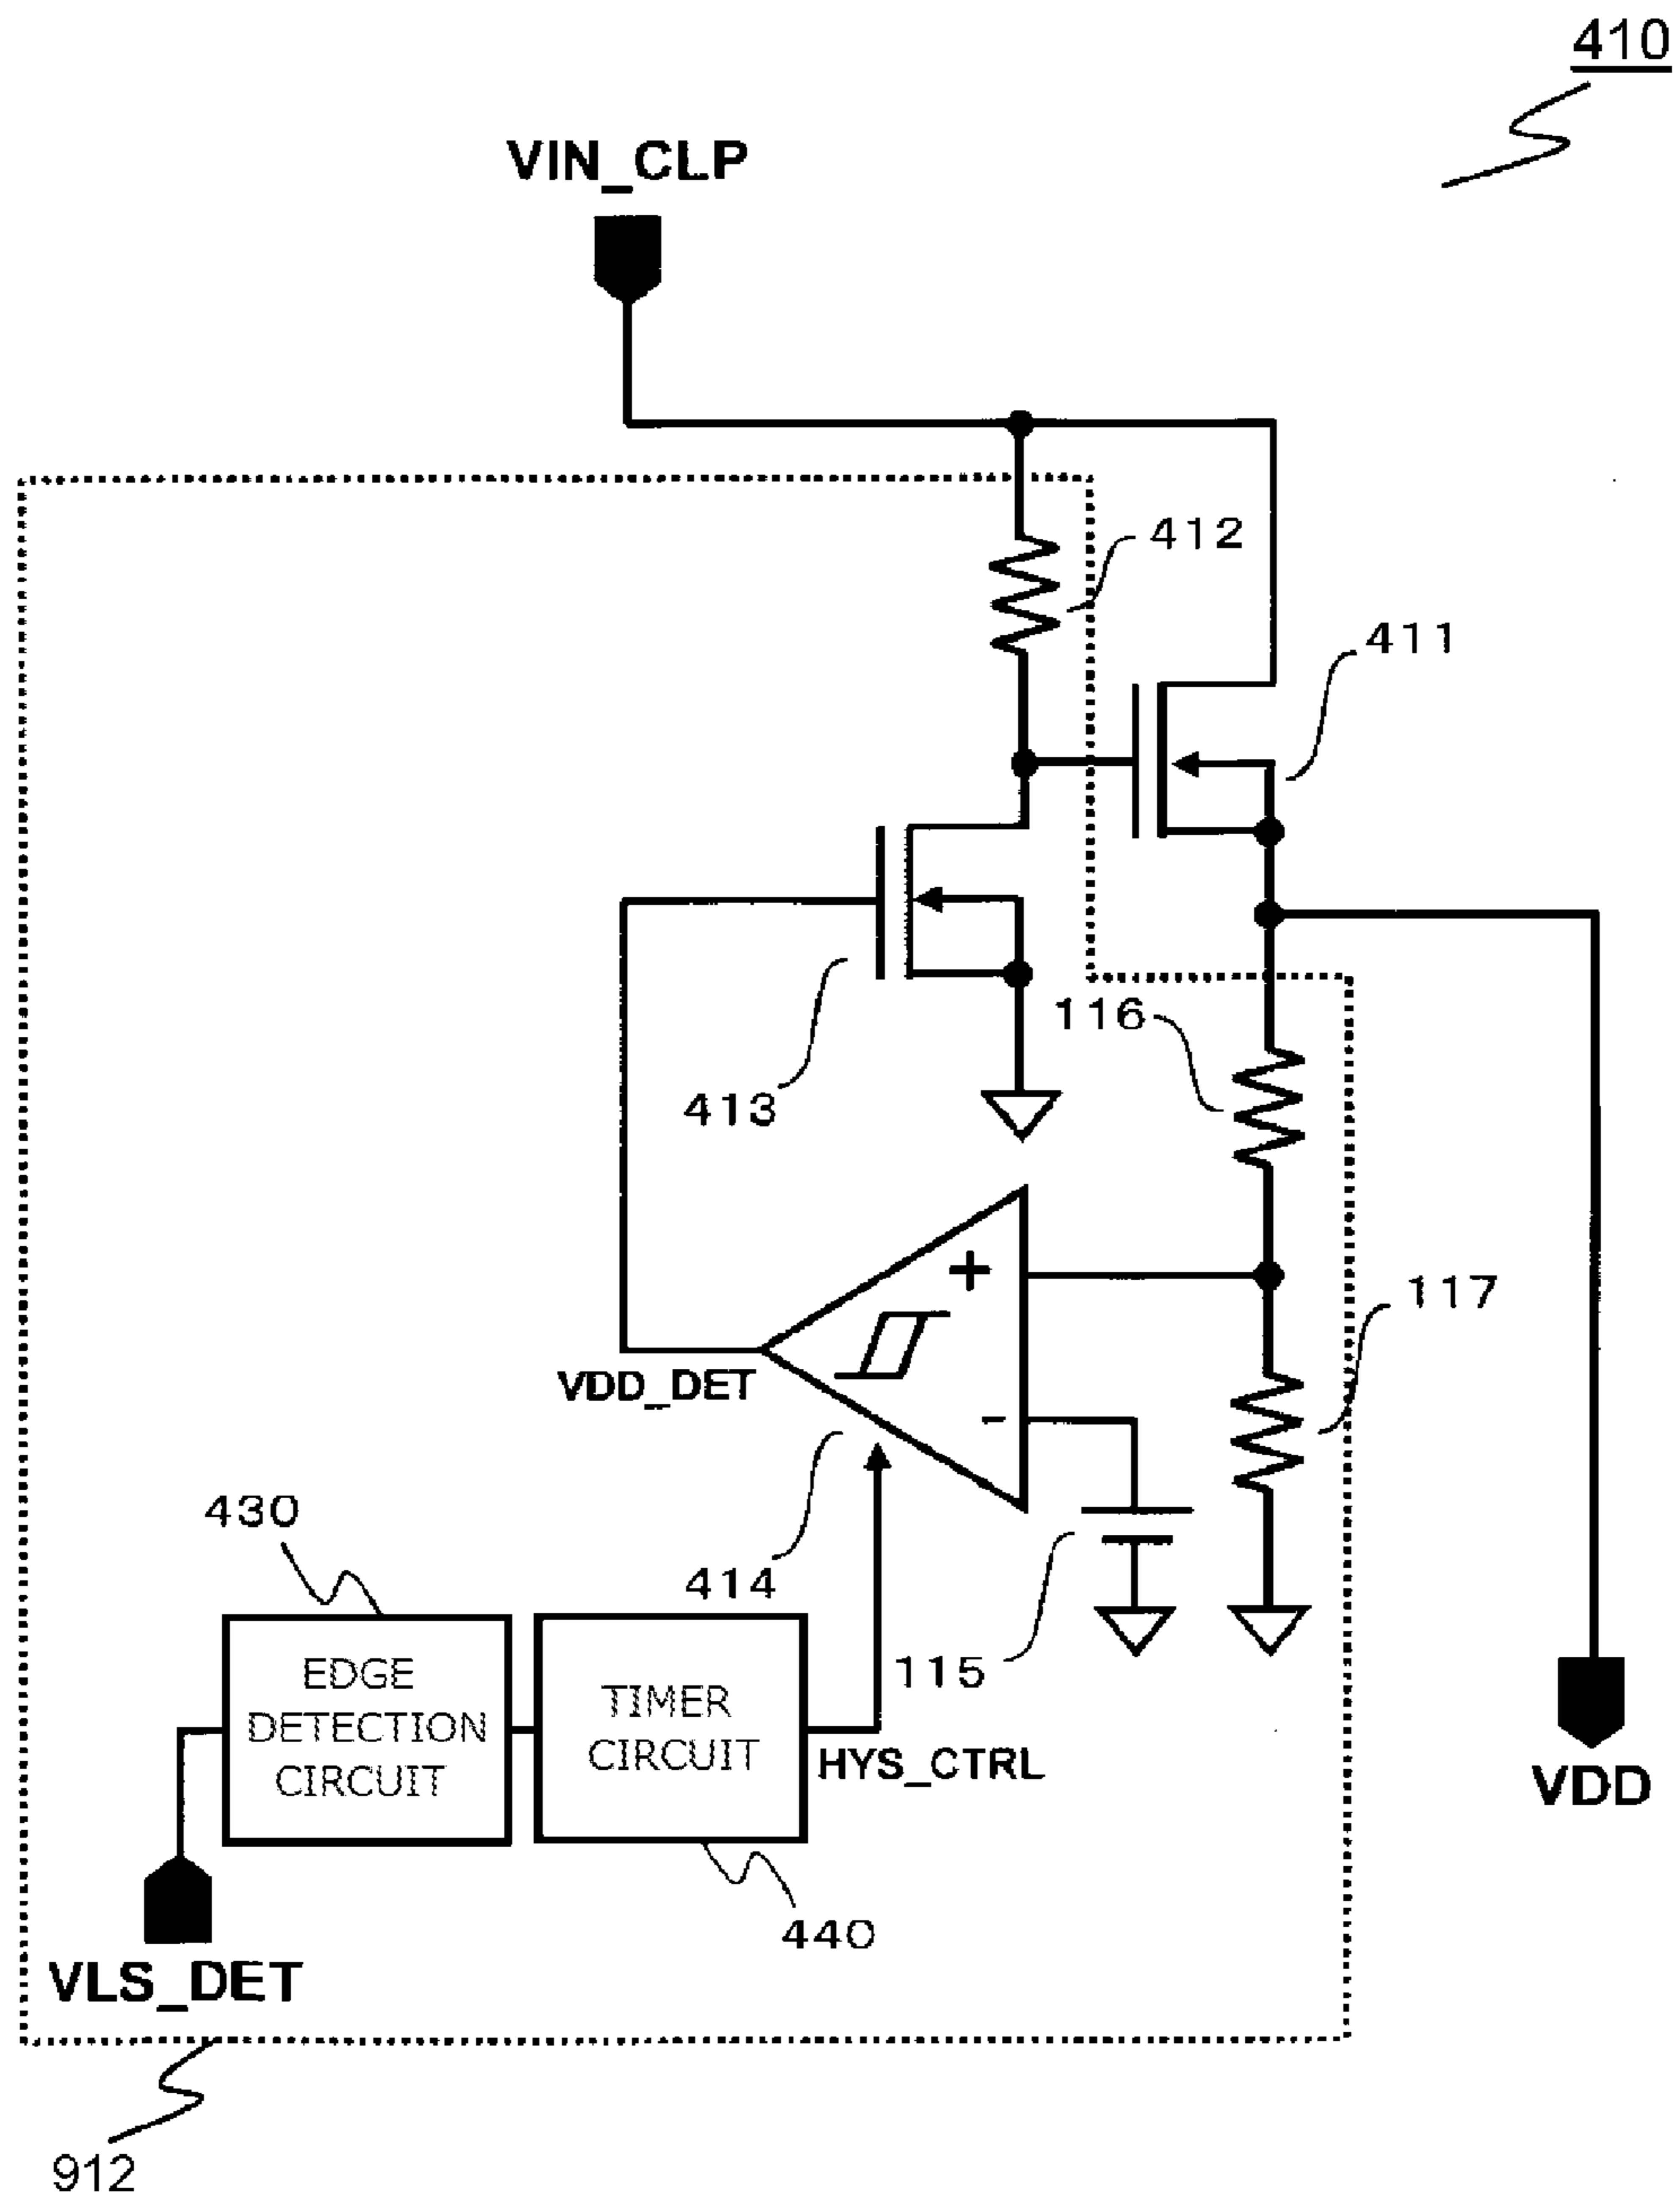 410
VIN_CLP
412
411
116
413
+
117
VDD_DET
-
430
414
115
EDGE
DETECTION
CIRCUIT
TIMER
CIRCUIT
HYS_CTRL
VDD
440
VLS_DET
912